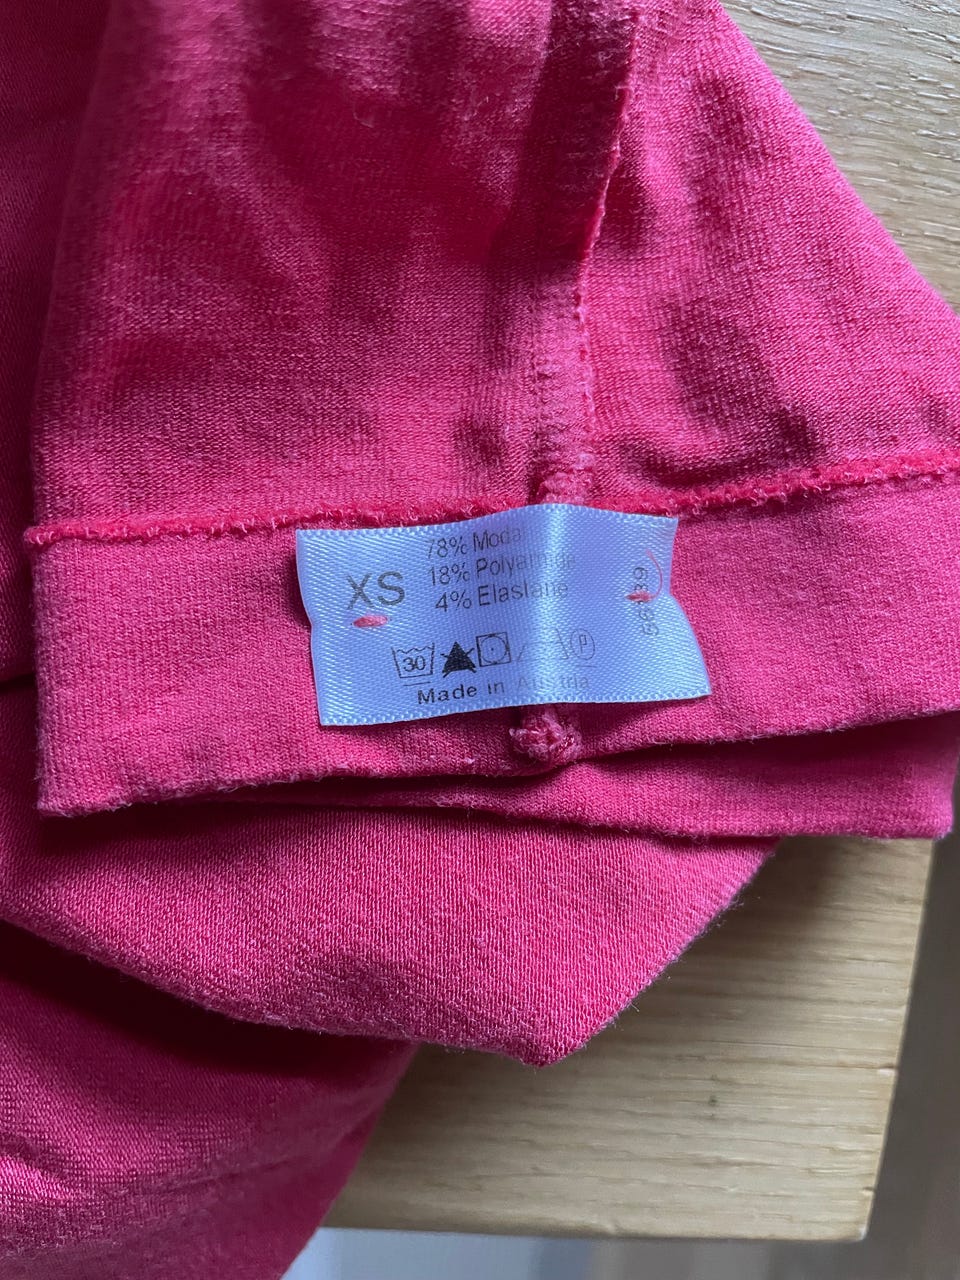 XS
78% Modal
18% Polyamide
4% Elastane
30
P
Made in Austria